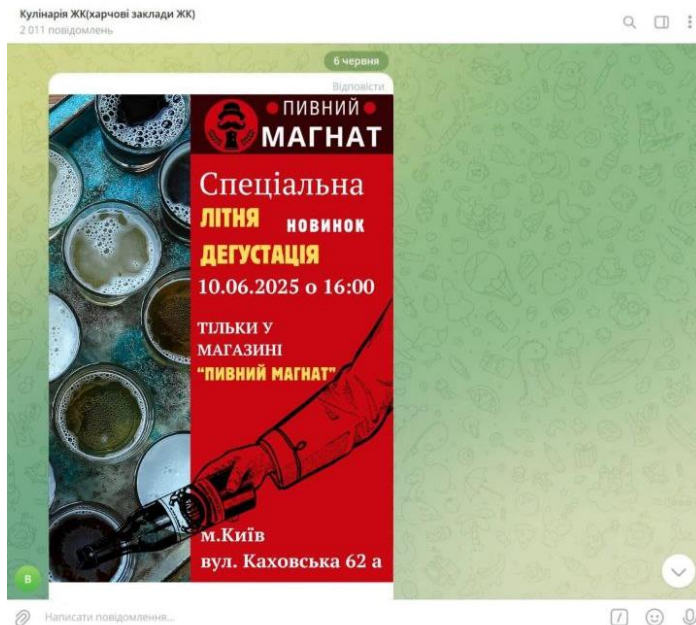 Кулінарія ЖК(харчові заклади ЖК)
2 011 повідомлень
6 червня
Відповісти
ПИВНИЙ
МАГНАТ
Спеціальна
ЛІТНЯ НОВИНОК
ДЕГУСТАЦІЯ
10.06.2025 о 16:00
ТІЛЬКИ У
МАГАЗИНІ
“ПИВНИЙ МАГНАТ”
м.Київ
вул. Каховська 62 а
В
Написати повідомлення...